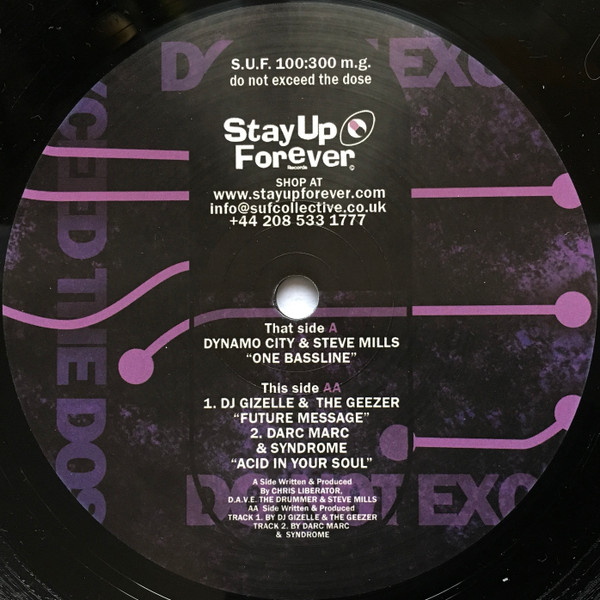 S.U.F. 100:300 m.g.
do not exceed the dose
Stay Up
Forever
Records
SHOP AT
www.stayupforever.com
info@sufcollective.co.uk
+44 208 533 1777
That side A
DYNAMO CITY & STEVE MILLS
“ONE BASSLINE”
This side AA
1. DJ GIZELLE & THE GEEZER
“FUTURE MESSAGE”
2. DARC MARC
& SYNDROME
“ACID IN YOUR SOUL”
A Side Written & Produced
By CHRIS LIBERATOR,
D.A.V.E. THE DRUMMER & STEVE MILLS
AA Side Written & Produced
TRACK 1. BY DJ GIZELLE & THE GEEZER
TRACK 2. BY DARC MARC
& SYNDROME